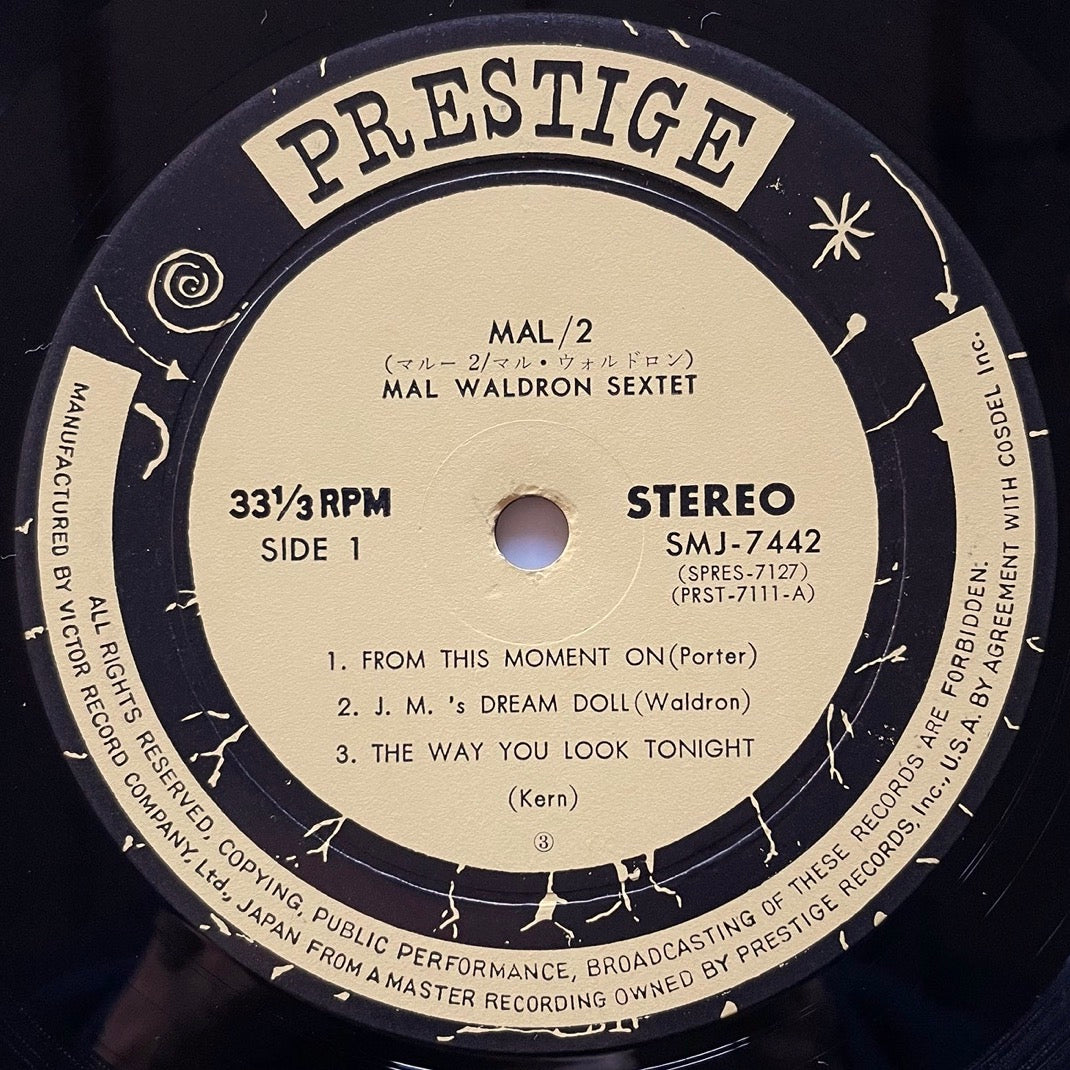 PRESTIGE
MAL/2
(マルー 2/マル・ウォルドロン)
MAL WALDRON SEXTET
33 1/3 RPM
SIDE 1
STEREO
SMJ-7442
(SPRES-7127)
(PRST-7111-A)
1. FROM THIS MOMENT ON(Porter)
2. J. M. 's DREAM DOLL(Waldron)
3. THE WAY YOU LOOK TONIGHT
(Kern)
③
ALL RIGHTS RESERVED, COPYING, PUBLIC PERFORMANCE, BROADCASTING OF THESE RECORDS ARE FORBIDDEN.
MANUFACTURED BY VICTOR RECORD COMPANY, Ltd., JAPAN FROM A MASTER RECORDING OWNED BY PRESTIGE RECORDS, Inc., U.S.A. BY AGREEMENT WITH COSDEL Inc.